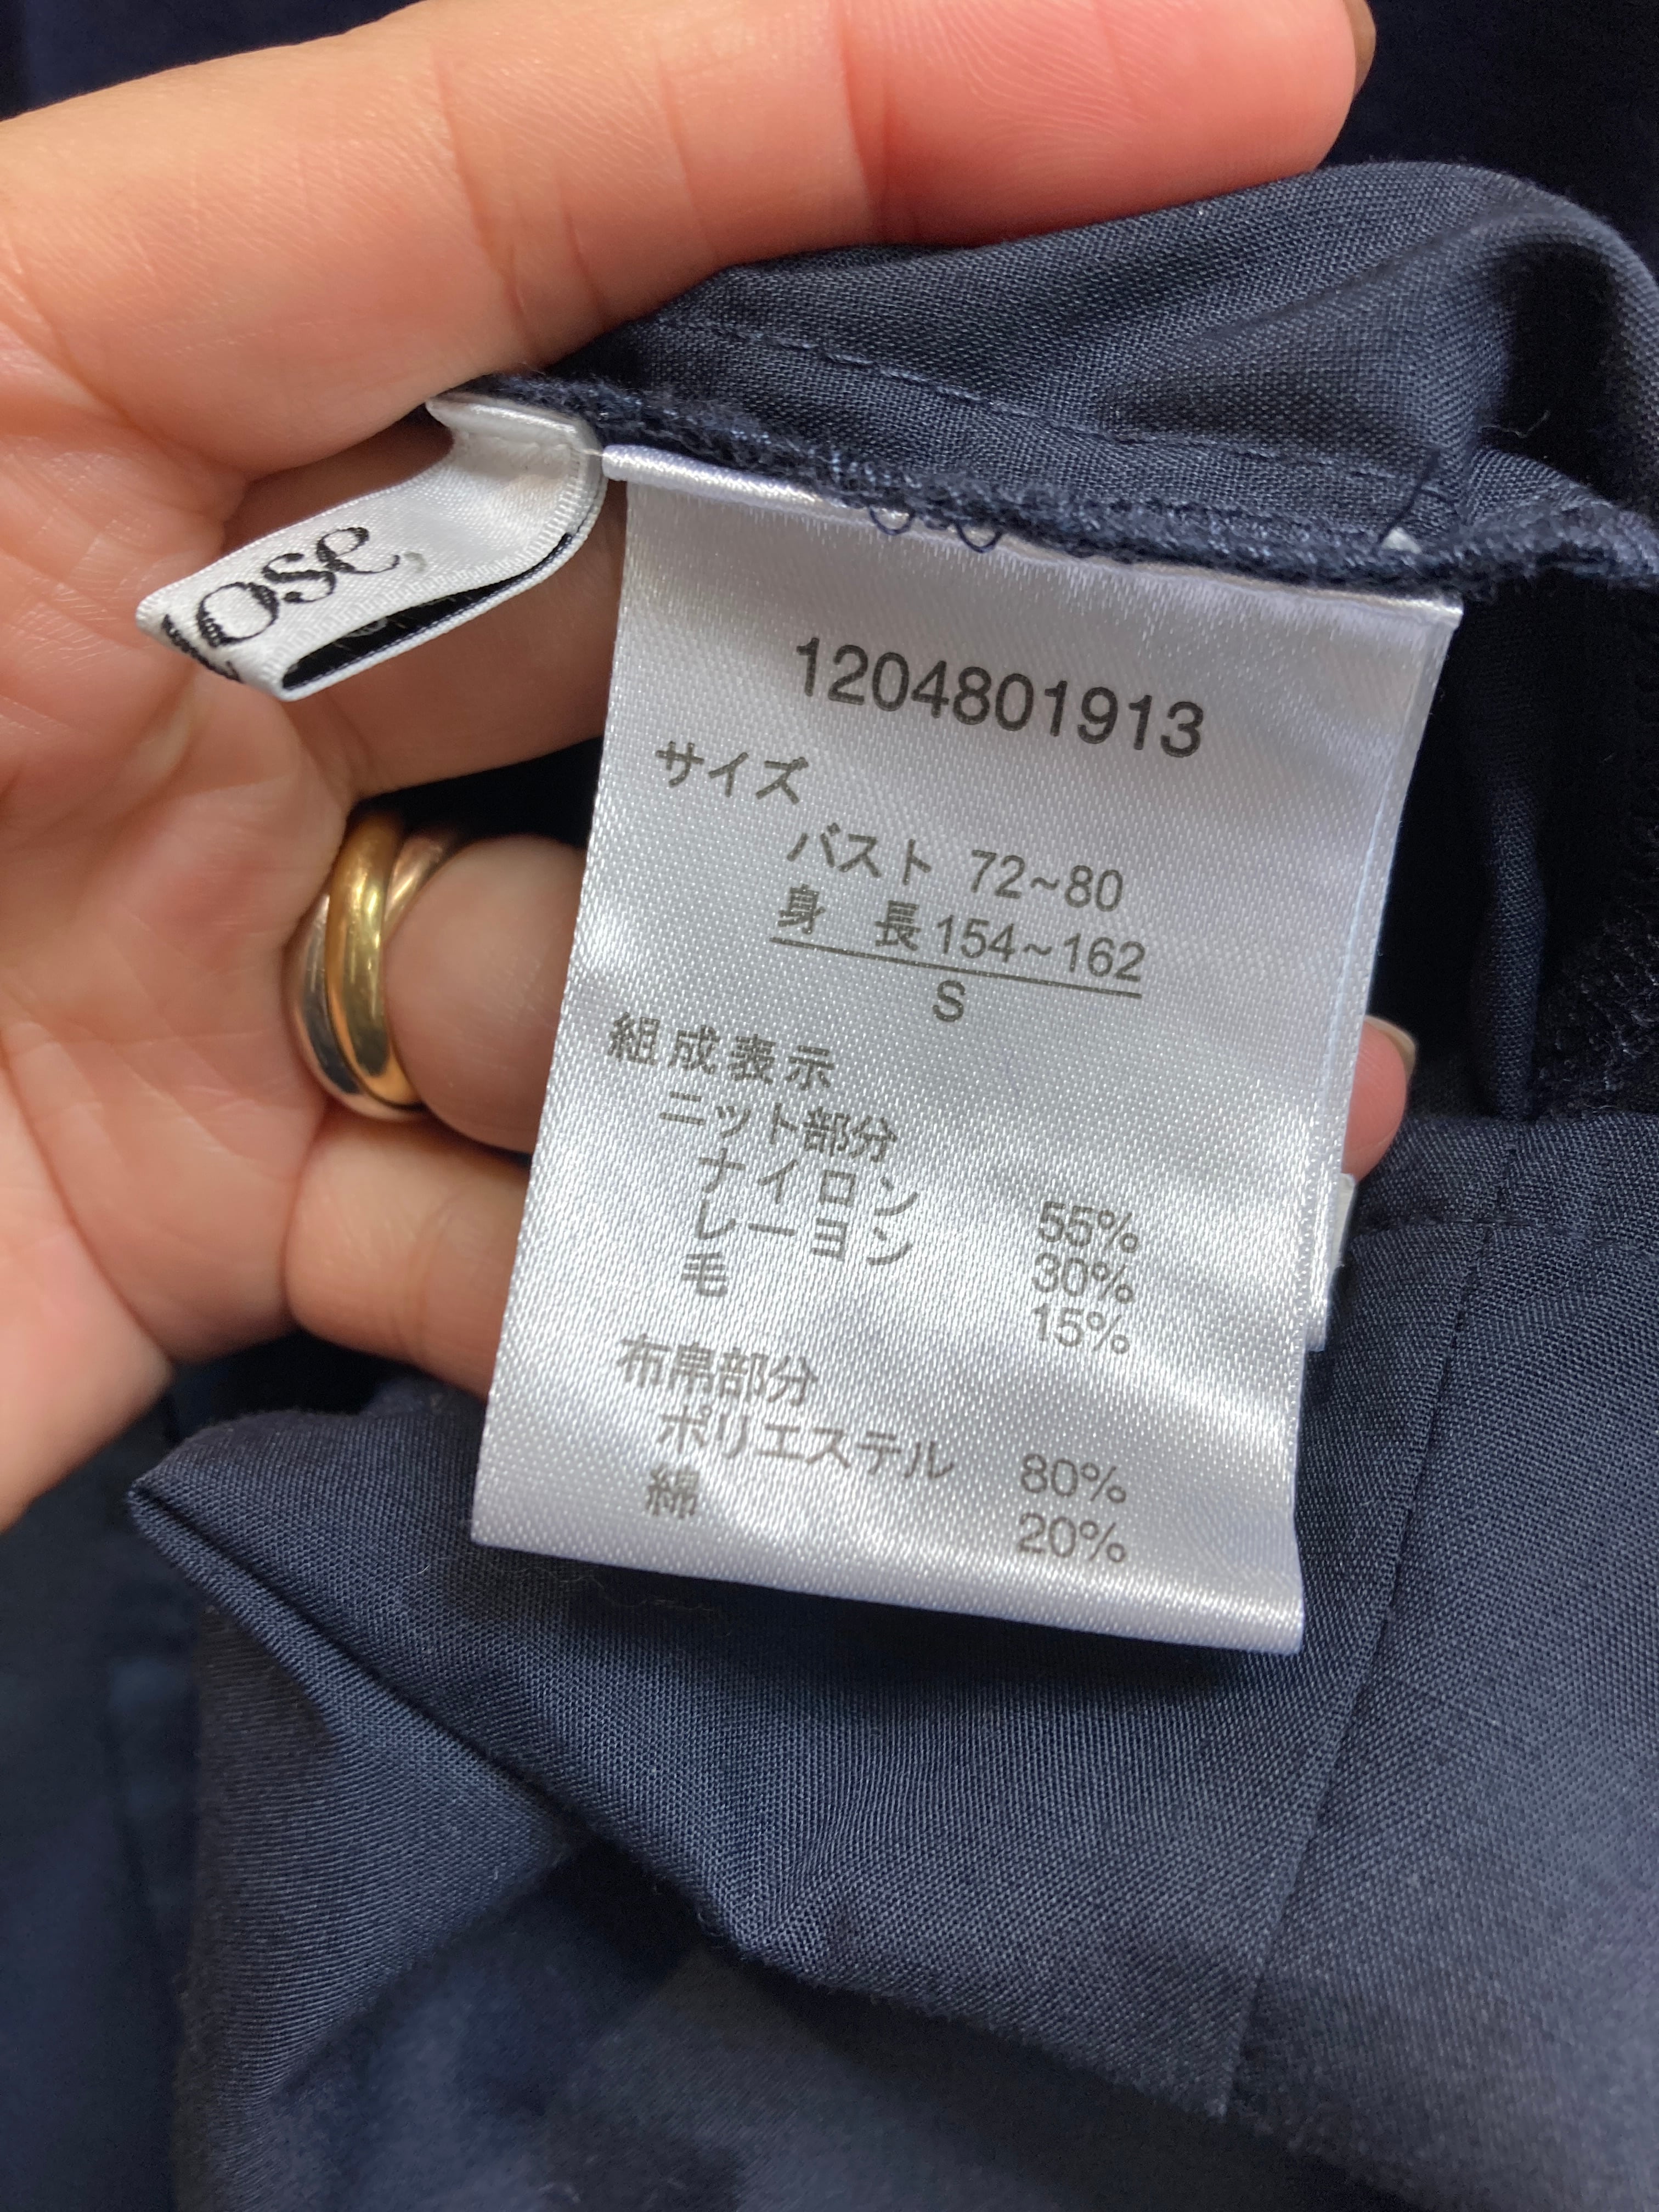 ose
1204801913
サイズ
バスト 72~80
身 長 154~162
S
組成表示
ニット部分
ナイロン 55%
レーヨン 30%
毛 15%
布帛部分
ポリエステル 80%
綿 20%